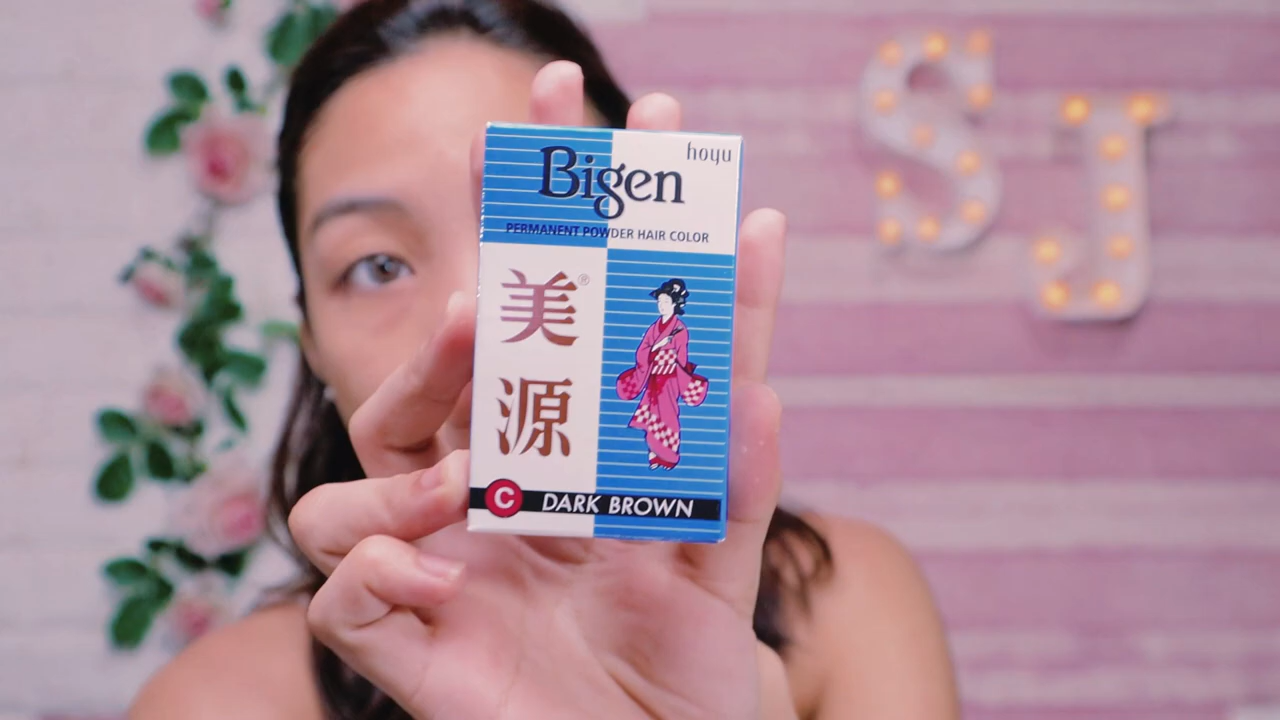 hoyu
Bigen
PERMANENT POWDER HAIR COLOR
美®
源
C DARK BROWN
S J